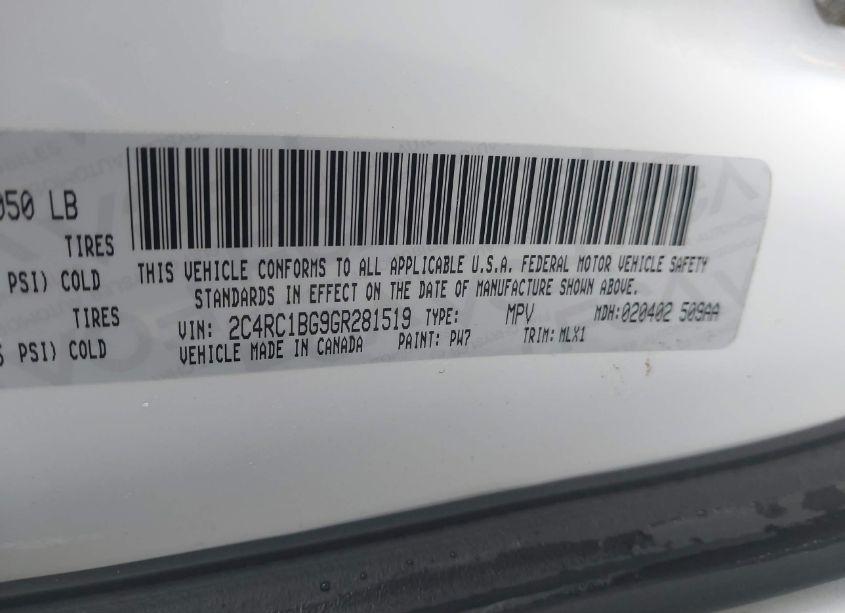 050 LB
TIRES
PSI) COLD
TIRES
PSI) COLD
THIS VEHICLE CONFORMS TO ALL APPLICABLE U.S.A. FEDERAL MOTOR VEHICLE SAFETY
STANDARDS IN EFFECT ON THE DATE OF MANUFACTURE SHOWN ABOVE.
VIN: 2C4RC1BG9GR281519 TYPE: MPV MDH:020402 509AA
VEHICLE MADE IN CANADA PAINT: PW7 TRIM: MLX1